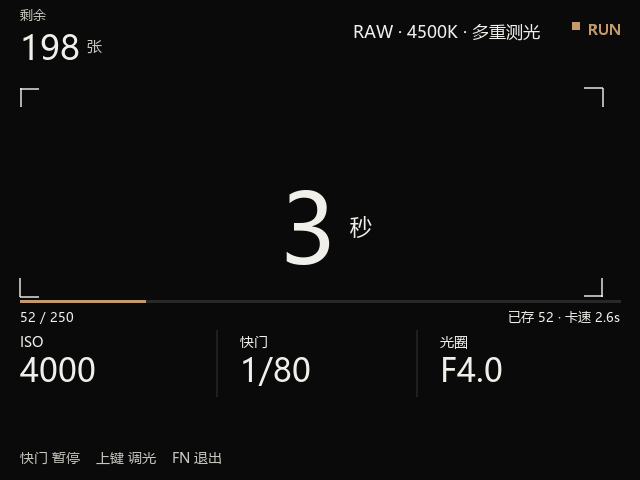 剩余
198 张
RAW · 4500K · 多重测光
RUN
3 秒
52 / 250
已存 52 · 卡速 2.6s
ISO
4000
快门
1/80
光圈
F4.0
快门 暂停 上键 调光 FN 退出